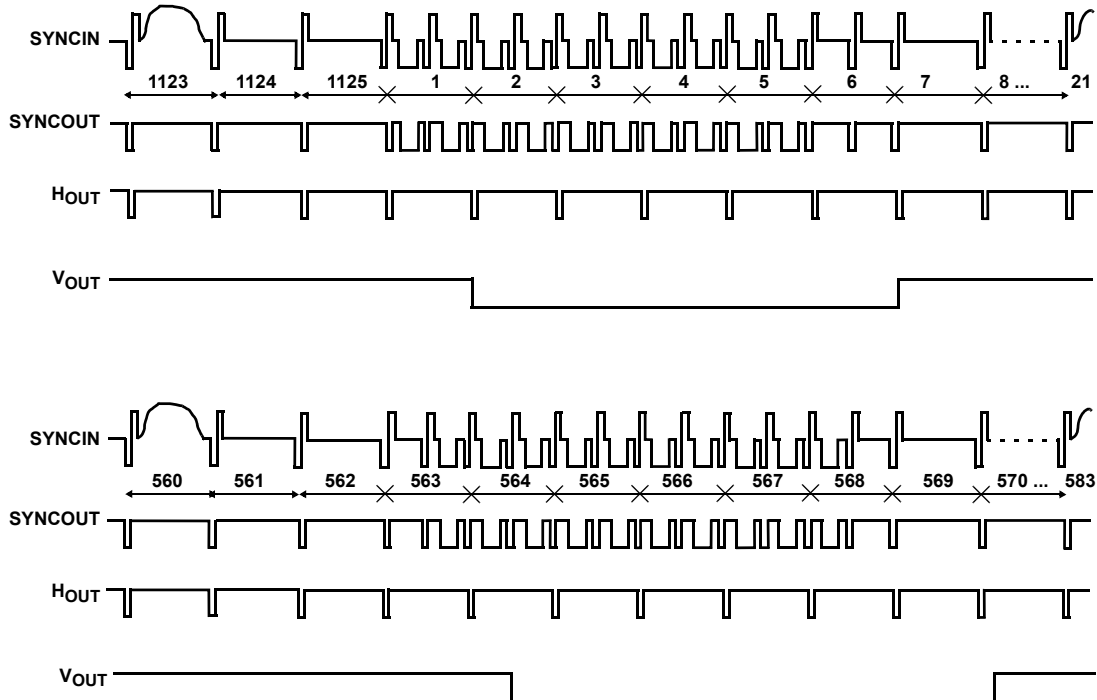 SYNCIN
1123 1124 1125 1 2 3 4 5 6 7 8 ... 21
SYNCOUT
HOUT
VOUT
SYNCIN
560 561 562 563 564 565 566 567 568 569 570 ... 583
SYNCOUT
HOUT
VOUT